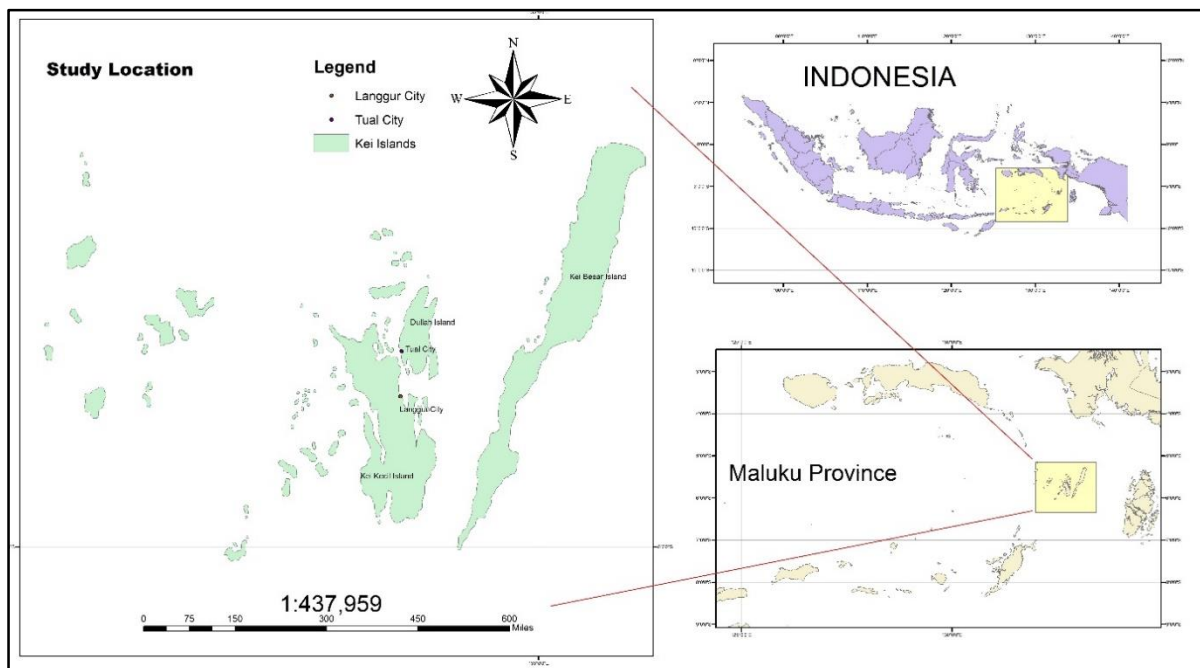 Study Location
Legend
Langgur City
Tual City
Kei Islands
N
W
E
S
Kei Besar Island
Dullah Island
Tual City
Langgur City
Kei Kecil Island
1:437,959
0 75 150 300 450 600
Miles
INDONESIA
Maluku Province